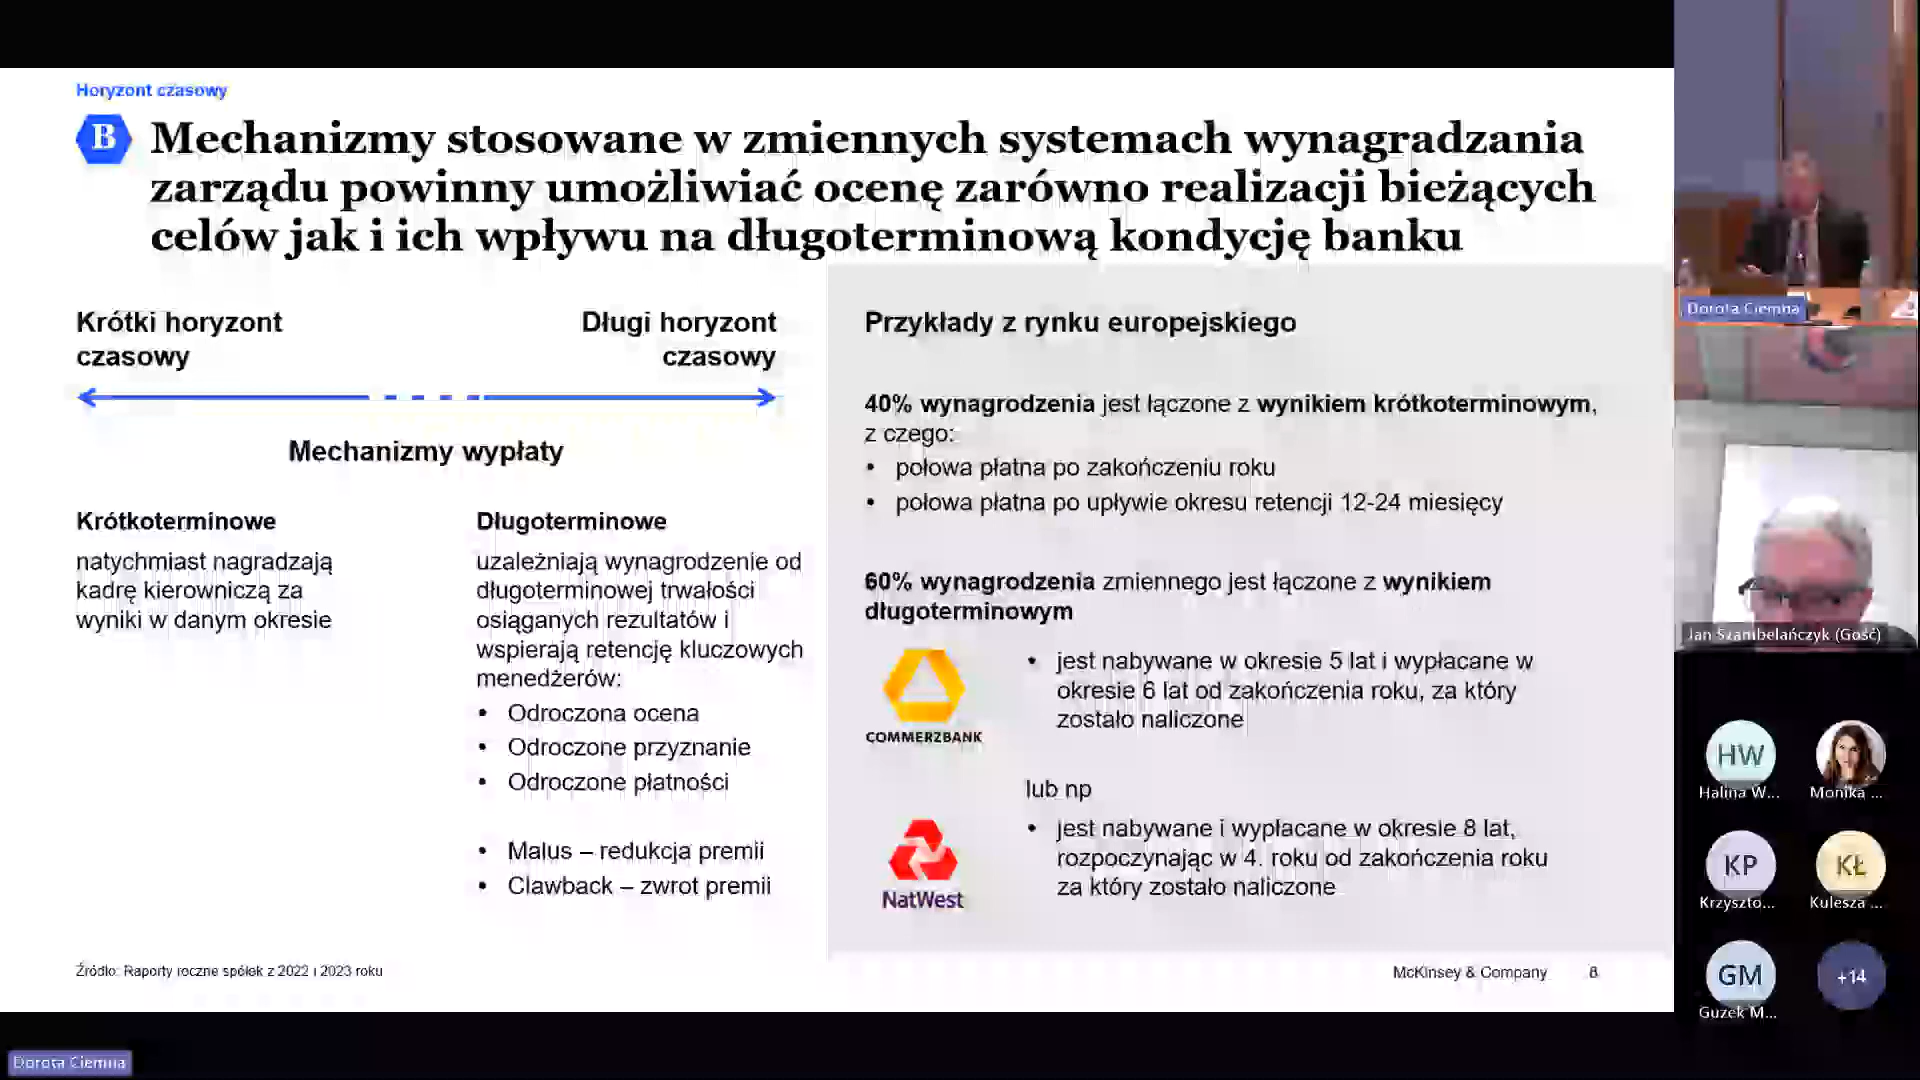 Horyzont czasowy
B
Mechanizmy stosowane w zmiennych systemach wynagradzania
zarządu powinny umożliwiać ocenę zarówno realizacji bieżących
celów jak i ich wpływu na długoterminową kondycję banku
Krótki horyzont
czasowy
Długi horyzont
czasowy
Mechanizmy wypłaty
Krótkoterminowe
natychmiast nagradzają
kadrę kierowniczą za
wyniki w danym okresie
Długoterminowe
uzależniają wynagrodzenie od
długoterminowej trwałości
osiąganych rezultatów i
wspierają retencję kluczowych
menedżerów:
• Odroczona ocena
• Odroczone przyznanie
• Odroczone płatności
• Malus – redukcja premii
• Clawback – zwrot premii
Przykłady z rynku europejskiego
40% wynagrodzenia jest łączone z wynikiem krótkoterminowym,
z czego:
• połowa płatna po zakończeniu roku
• połowa płatna po upływie okresu retencji 12-24 miesięcy
60% wynagrodzenia zmiennego jest łączone z wynikiem
długoterminowym
COMMERZBANK
• jest nabywane w okresie 5 lat i wypłacane w
okresie 6 lat od zakończenia roku, za który
zostało naliczone
lub np
NatWest
• jest nabywane i wypłacane w okresie 8 lat,
rozpoczynając w 4. roku od zakończenia roku
za który zostało naliczone
Źródło: Raporty roczne spółek z 2022 i 2023 roku
McKinsey & Company 8
Dorota Ciemna
Jan Szambelańczyk (Gość)
HW
Halina W...
Monika ...
KP
Krzyszto...
KŁ
Kulesza ...
GM
Guzek M...
+14
Dorota Ciemna